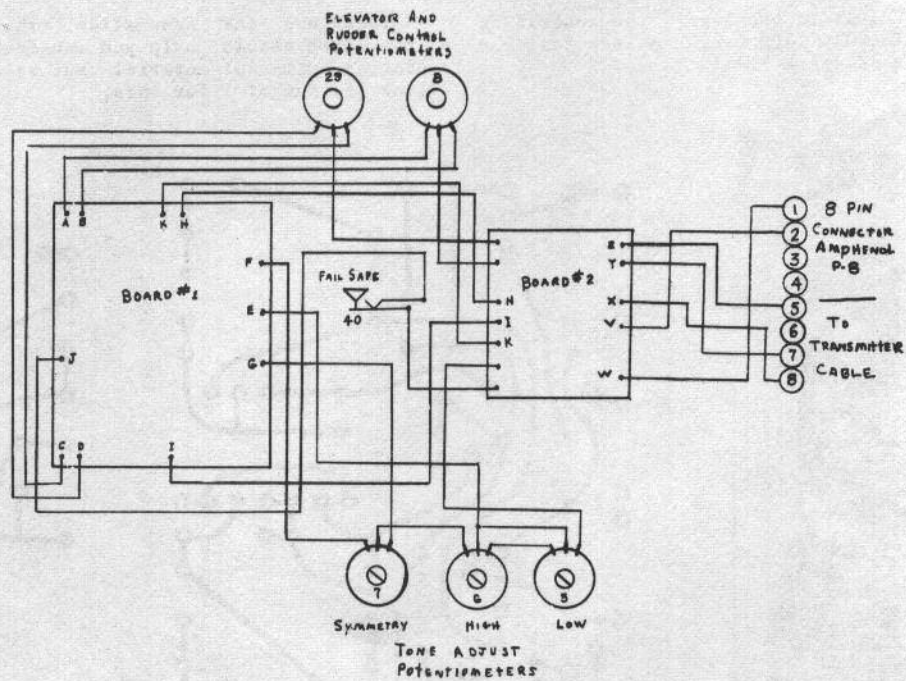 ELEVATOR AND
RUDDER CONTROL
POTENTIOMETERS
29
8
A B K H
F
BOARD #1
E
J
G
C D I
FAIL SAFE
40
BOARD #2
H
I
K
Y
X
V
W
1
2
3
4
5
6
7
8
8 PIN
CONNECTOR
AMPHENOL
P-8
TO
TRANSMITTER
CABLE
7
6
5
SYMMETRY HIGH LOW
TONE ADJUST
POTENTIOMETERS